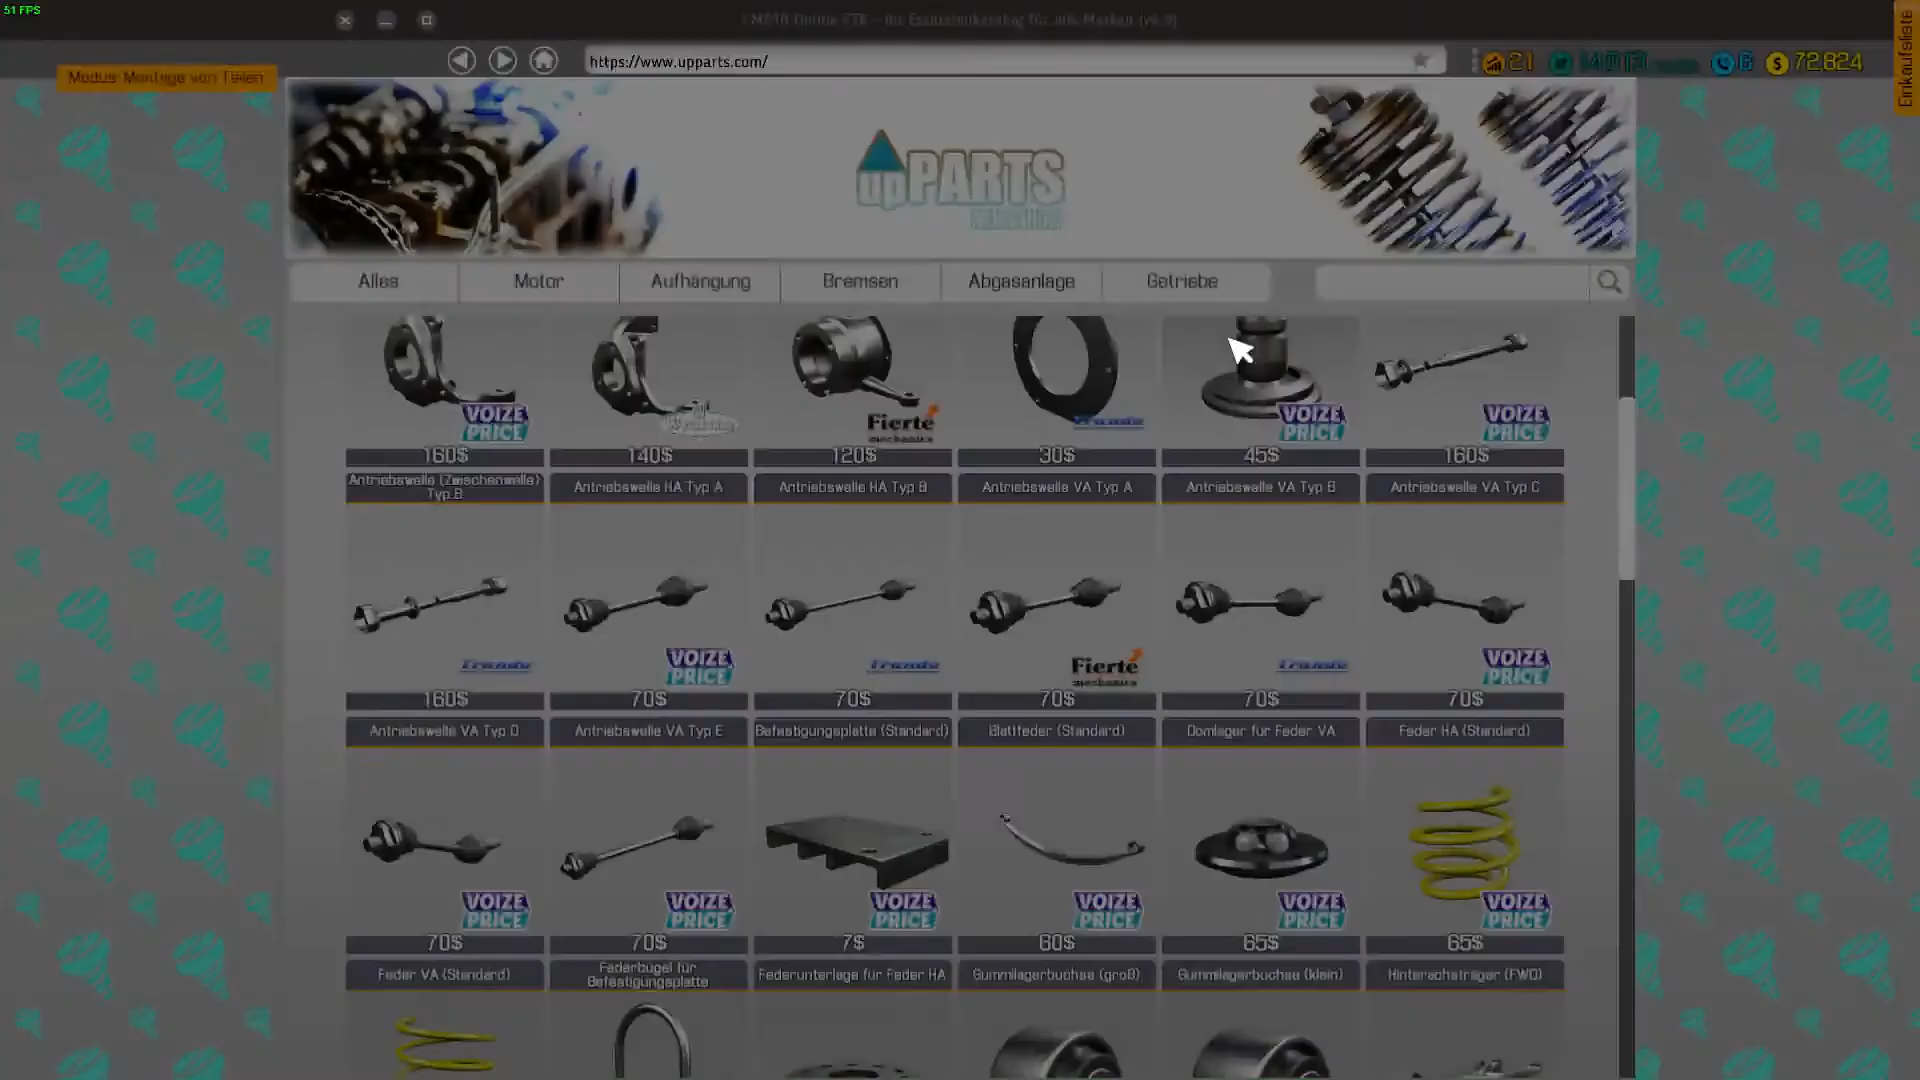 51 FPS
https://www.upparts.com/
21
6
72,824
Einkaufsliste
Modus: Montage von Teilen
upPARTS
Alles
Motor
Aufhängung
Bremsen
Abgasanlage
Getriebe
VOIZE PRICE
Fierté mechanics
VOIZE PRICE
VOIZE PRICE
160$
140$
120$
30$
45$
160$
Antriebswelle (Zwischenwelle) Typ B
Antriebswelle HA Typ A
Antriebswelle HA Typ B
Antriebswelle VA Typ A
Antriebswelle VA Typ B
Antriebswelle VA Typ C
VOIZE PRICE
Fierté mechanics
VOIZE PRICE
160$
70$
70$
70$
70$
70$
Antriebswelle VA Typ D
Antriebswelle VA Typ E
Befestigungsplatte (Standard)
Blattfeder (Standard)
Domlager für Feder VA
Feder HA (Standard)
VOIZE PRICE
VOIZE PRICE
VOIZE PRICE
VOIZE PRICE
VOIZE PRICE
VOIZE PRICE
70$
70$
7$
80$
65$
65$
Feder VA (Standard)
Federbügel für Befestigungsplatte
Federunterlage für Feder HA
Gummilagerbuchse (groß)
Gummilagerbuchse (klein)
Hinterachsträger (FWD)